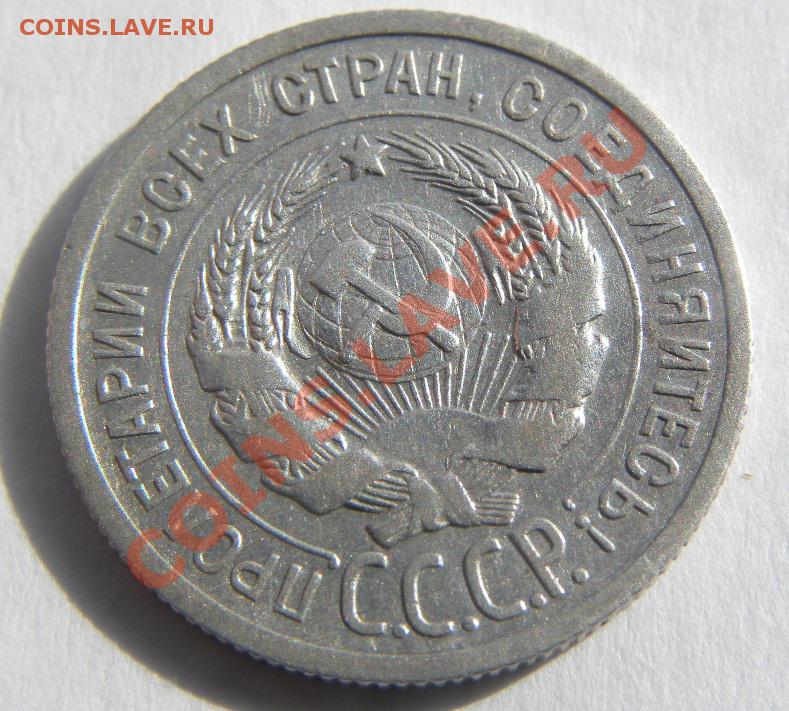 COINS.LAVE.RU
ПРОЛЕТАРИИ ВСЕХ СТРАН, СОЕДИНЯЙТЕСЬ!
С.С.С.Р.
COINS.LAVE.RU